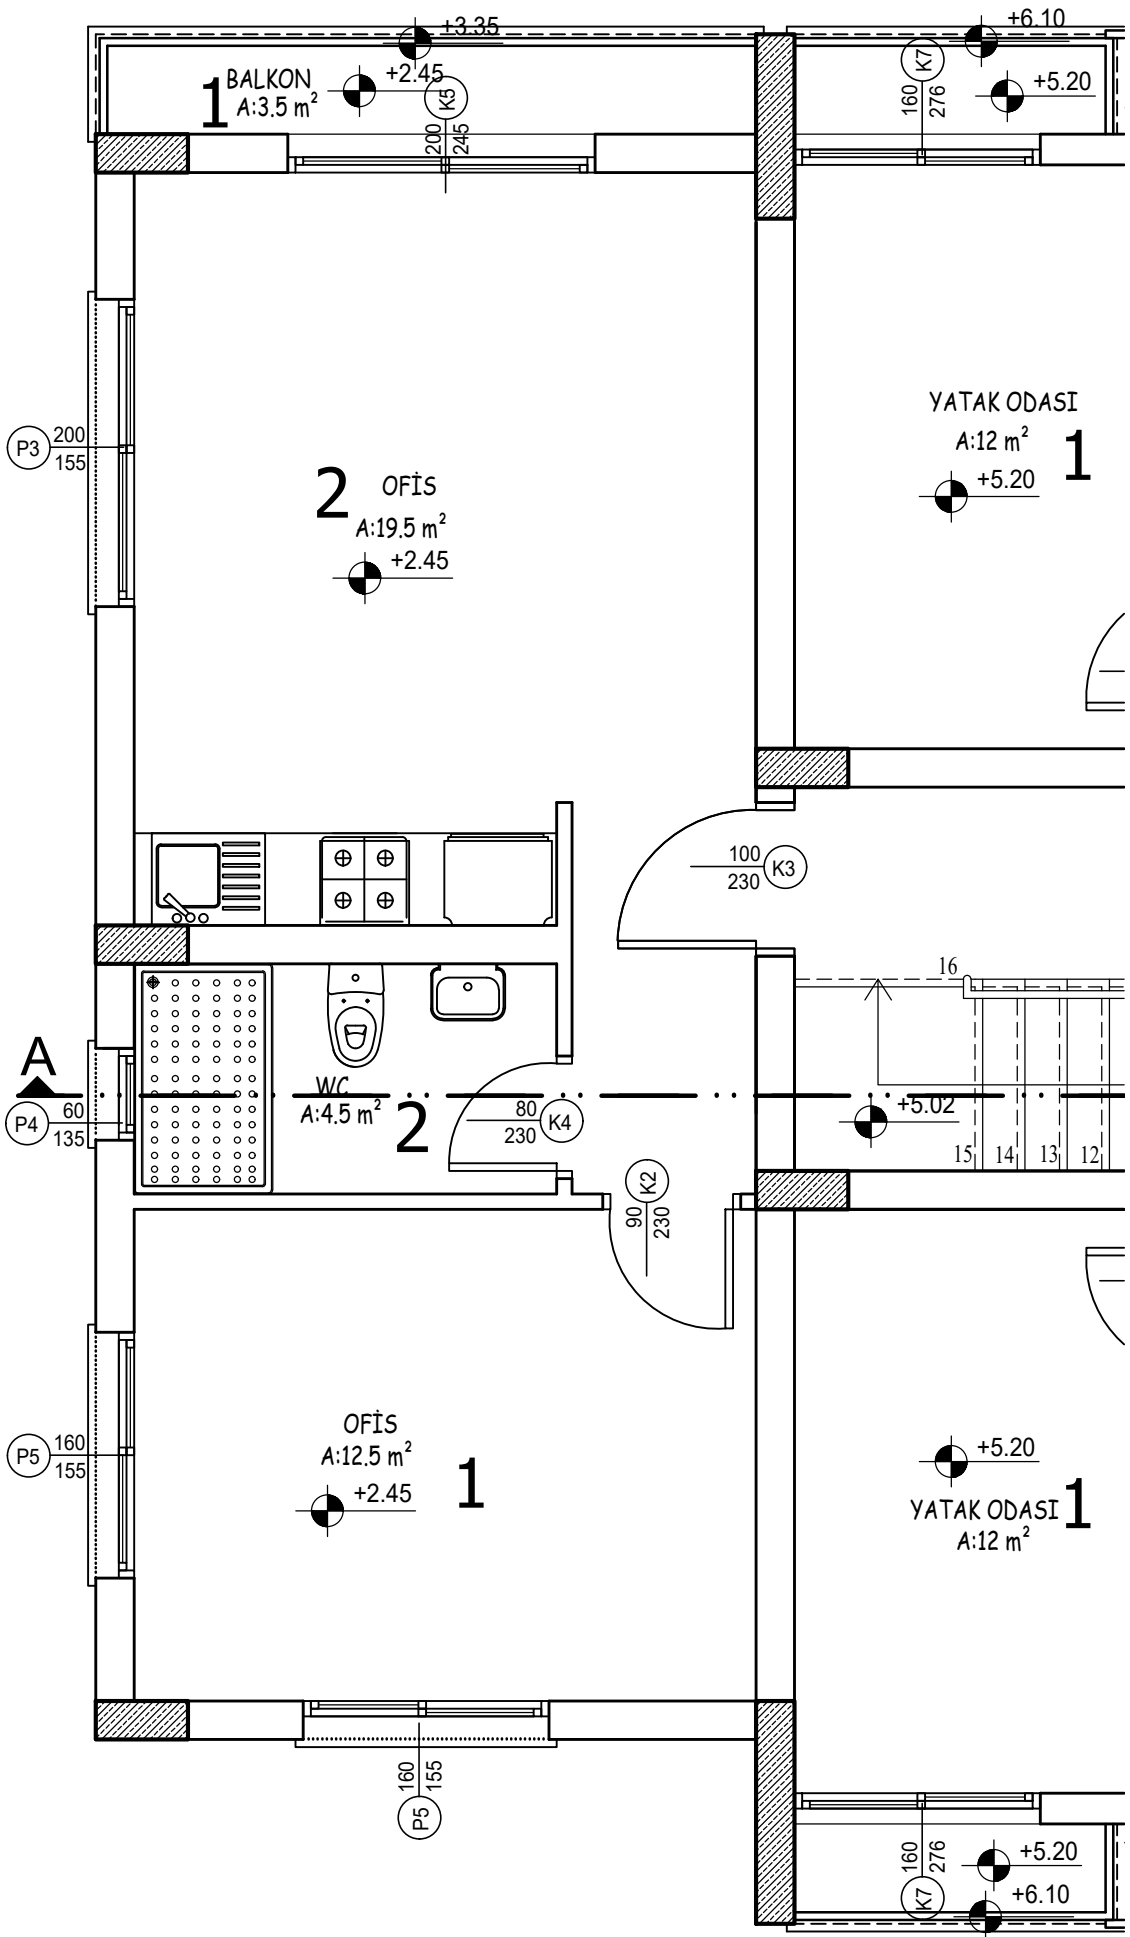 +3.35
+6.10
1
BALKON
A:3.5 m²
+2.45
K5
200
245
K7
160
276
+5.20
P3
200
155
2
OFİS
A:19.5 m²
+2.45
YATAK ODASI
A:12 m²
1
+5.20
100
230
K3
16
A
P4
60
135
WC
A:4.5 m²
2
80
230
K4
+5.02
15
14
13
12
K2
90
230
P5
160
155
OFİS
A:12.5 m²
1
+2.45
+5.20
YATAK ODASI
1
A:12 m²
160
155
P5
160
276
K7
+5.20
+6.10